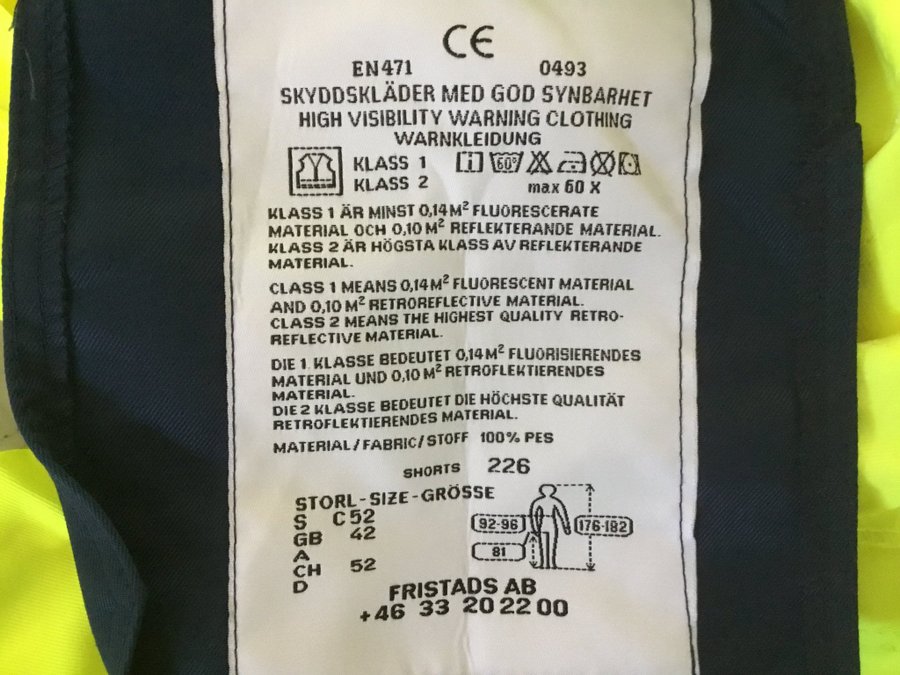 CE
EN471 0493
SKYDDSKLÄDER MED GOD SYNBARHET
HIGH VISIBILITY WARNING CLOTHING
WARNKLEIDUNG
KLASS 1 60°
KLASS 2 max 60 X
KLASS 1 ÄR MINST 0,14M² FLUORESCERATE
MATERIAL OCH 0,10M² REFLEKTERANDE MATERIAL.
KLASS 2 ÄR HÖGSTA KLASS AV REFLEKTERANDE
MATERIAL.
CLASS 1 MEANS 0,14M² FLUORESCENT MATERIAL
AND 0,10M² RETROREFLECTIVE MATERIAL.
CLASS 2 MEANS THE HIGHEST QUALITY RETRO-
REFLECTIVE MATERIAL.
DIE 1. KLASSE BEDEUTET 0,14M² FLUORISIERENDES
MATERIAL UND 0,10M² RETROFLEKTIERENDES
MATERIAL.
DIE 2 KLASSE BEDEUTET DIE HÖCHSTE QUALITÄT
RETROFLEKTIERENDES MATERIAL.
MATERIAL/FABRIC/STOFF 100% PES
SHORTS 226
STORL-SIZE-GRÖSSE
S C52
GB 42
A
CH 52
D
92-96 176-182
81
FRISTADS AB
+46 33 20 22 00